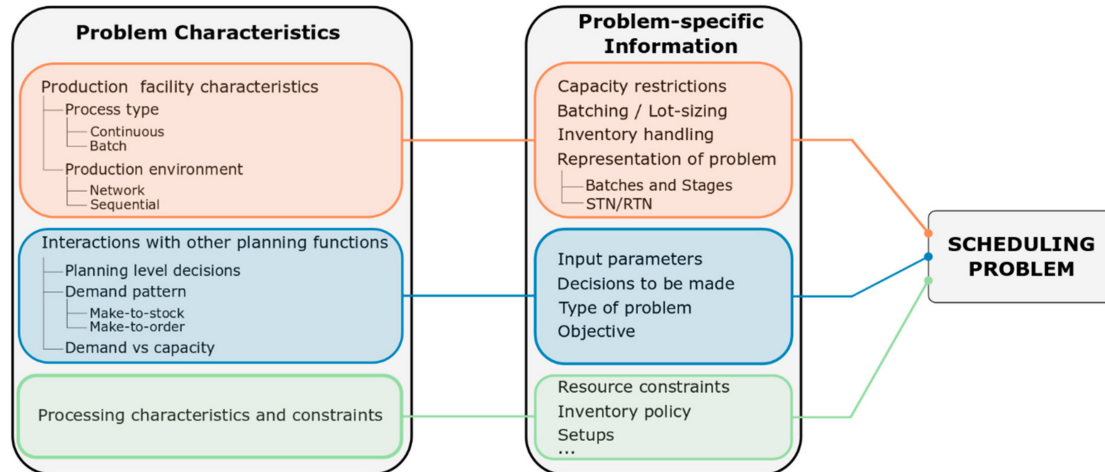 Problem Characteristics
Production facility characteristics
Process type
Continuous
Batch
Production environment
Network
Sequential
Interactions with other planning functions
Planning level decisions
Demand pattern
Make-to-stock
Make-to-order
Demand vs capacity
Processing characteristics and constraints
Problem-specific
Information
Capacity restrictions
Batching / Lot-sizing
Inventory handling
Representation of problem
Batches and Stages
STN/RTN
Input parameters
Decisions to be made
Type of problem
Objective
Resource constraints
Inventory policy
Setups
...
SCHEDULING
PROBLEM